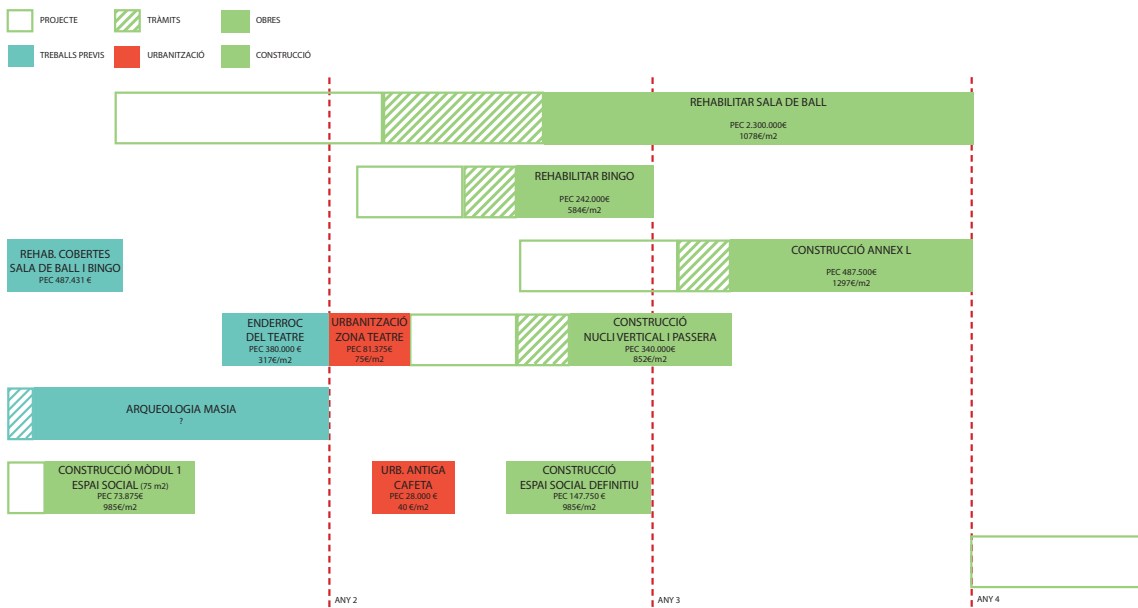 PROJECTE
TRÀMITS
OBRES
TREBALLS PREVIS
URBANITZACIÓ
CONSTRUCCIÓ
REHABILITAR SALA DE BALL
PEC 2.300.000€
1078€/m2
REHABILITAR BINGO
PEC 242.000€
584€/m2
REHAB. COBERTES
SALA DE BALL I BINGO
PEC 487.431 €
CONSTRUCCIÓ ANNEX L
PEC 487.500€
1297€/m2
ENDERROC
DEL TEATRE
PEC 380.000 €
317€/m2
URBANITZACIÓ
ZONA TEATRE
PEC 81.375€
75€/m2
CONSTRUCCIÓ
NUCLI VERTICAL I PASSERA
PEC 340.000€
852€/m2
ARQUEOLOGIA MASIA
?
CONSTRUCCIÓ MÒDUL 1
ESPAI SOCIAL (75 m2)
PEC 73.875€
985€/m2
URB. ANTIGA
CAFETA
PEC 28.000 €
40 €/m2
CONSTRUCCIÓ
ESPAI SOCIAL DEFINITIU
PEC 147.750 €
985€/m2
ANY 2
ANY 3
ANY 4